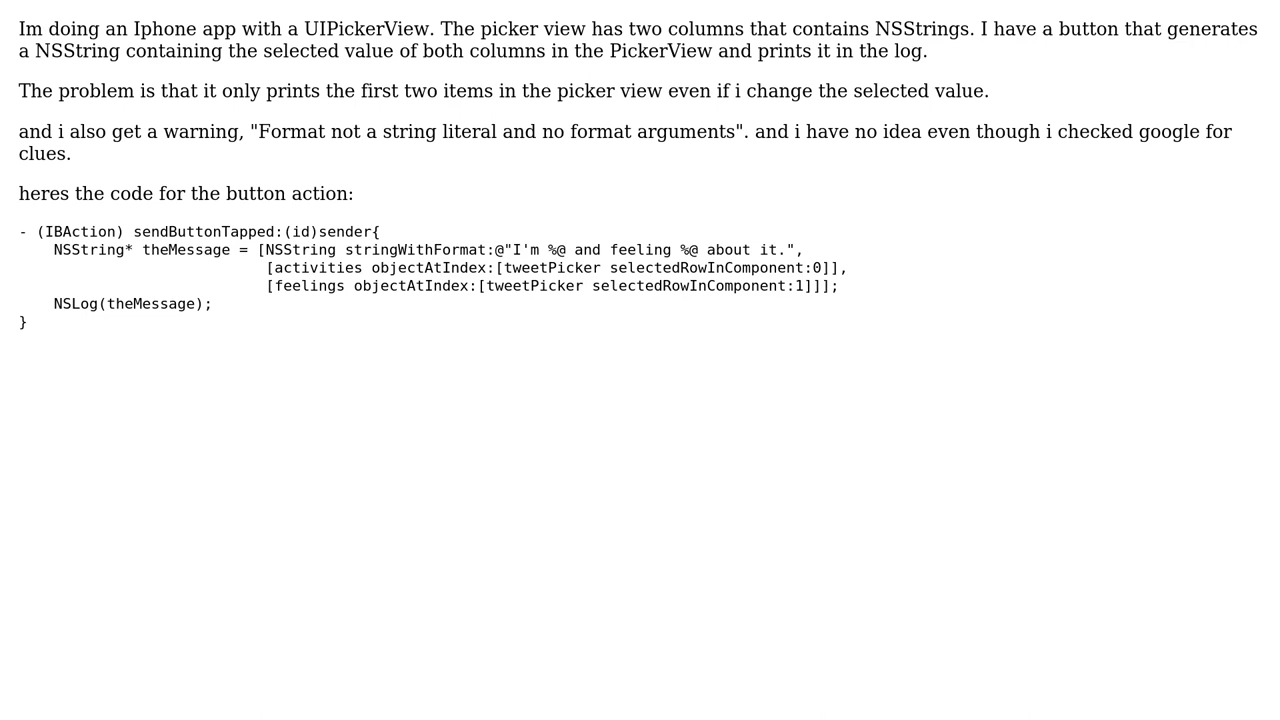 Im doing an Iphone app with a UIPickerView. The picker view has two columns that contains NSStrings. I have a button that generates
a NSString containing the selected value of both columns in the PickerView and prints it in the log.
The problem is that it only prints the first two items in the picker view even if i change the selected value.
and i also get a warning, "Format not a string literal and no format arguments". and i have no idea even though i checked google for
clues.
heres the code for the button action:
- (IBAction) sendButtonTapped:(id)sender{
    NSString* theMessage = [NSString stringWithFormat:@"I'm %@ and feeling %@ about it.",
                            [activities objectAtIndex:[tweetPicker selectedRowInComponent:0]],
                            [feelings objectAtIndex:[tweetPicker selectedRowInComponent:1]]];
    NSLog(theMessage);
}